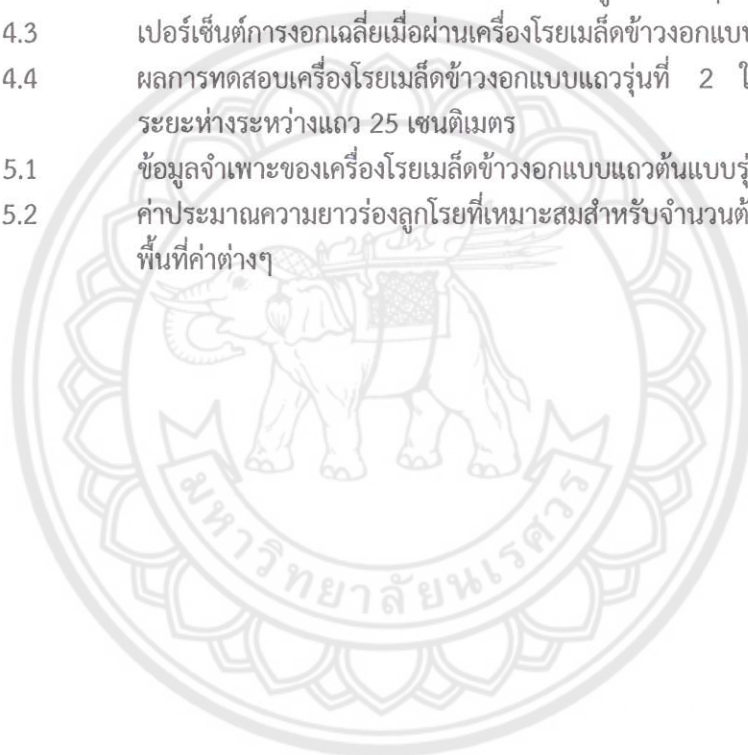 4.3 เปอร์เซ็นต์การงอกเฉลี่ยเมื่อผ่านเครื่องโรยเมล็ดข้าวงอกแบบ
4.4 ผลการทดสอบเครื่องโรยเมล็ดข้าวงอกแบบแถวรุ่นที่ 2
ระยะห่างระหว่างแถว 25 เซนติเมตร
5.1 ข้อมูลจำเพาะของเครื่องโรยเมล็ดข้าวงอกแบบแถวต้นแบบ
5.2 ค่าประมาณความยาวร่องลูกโรยที่เหมาะสมสำหรับจำนวน
พื้นที่ค่าต่างๆ
มหาวิทยาลัยนเรศวร